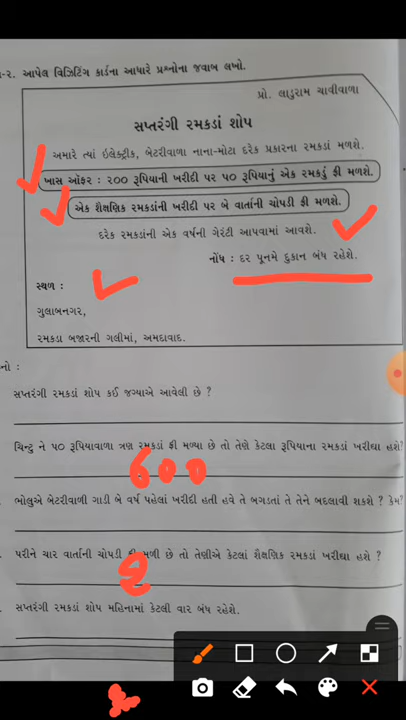 -૨. આપેલ વિઝિટિંગ કાર્ડના આધારે પ્રશ્નોના જવાબ લખો.
પ્રો. લાડુરામ ચાવીવાળા
સપ્તરંગી રમકડાં શોપ
અમારે ત્યાં ઇલેક્ટ્રીક, બેટરીવાળા નાના-મોટા દરેક પ્રકારના રમકડાં મળશે.
ખાસ ઑફર : ૨૦૦ રૂપિયાની ખરીદી પર ૫૦ રૂપિયાનું એક રમકડું ફ્રી મળશે.
એક શૈક્ષણિક રમકડાંની ખરીદી પર બે વાર્તાની ચોપડી ફ્રી મળશે.
દરેક રમકડાંની એક વર્ષની ગેરંટી આપવામાં આવશે.
નોંધ : દર પૂનમે દુકાન બંધ રહેશે.
સ્થળ :
ગુલાબનગર,
રમકડા બજારની ગલીમાં, અમદાવાદ.
નો :
સપ્તરંગી રમકડાં શોપ કઈ જગ્યાએ આવેલી છે ?
ચિન્ટુ ને ૫૦ રૂપિયાવાળા ત્રણ રમકડાં ફ્રી મળ્યા છે તો તેણે કેટલા રૂપિયાના રમકડાં ખરીદ્યા હશે?
600
ભોલુએ બેટરીવાળી ગાડી બે વર્ષ પહેલાં ખરીદી હતી હવે તે બગડતાં તે તેને બદલાવી શકશે ? કેમ?
પરીને ચાર વાર્તાની ચોપડી ફ્રી મળી છે તો તેણીએ કેટલાં શૈક્ષણિક રમકડાં ખરીદ્યા હશે ?
૨
સપ્તરંગી રમકડાં શોપ મહિનામાં કેટલી વાર બંધ રહેશે.